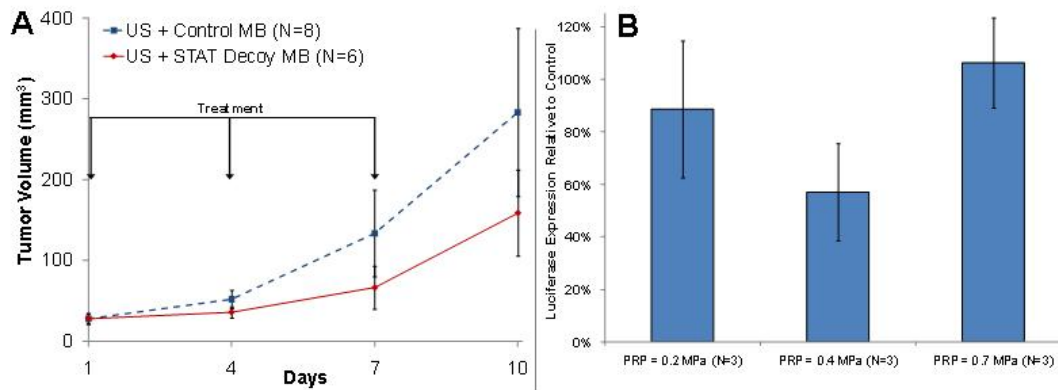 A
US + Control MB (N=8)
US + STAT Decoy MB (N=6)
Treatment
Tumor Volume (mm³)
400
300
200
100
0
1
4
7
10
Days
B
Luciferase Expression Relative to Control
120%
100%
80%
60%
40%
20%
0%
PRP = 0.2 MPa (N=3)
PRP = 0.4 MPa (N=3)
PRP = 0.7 MPa (N=3)